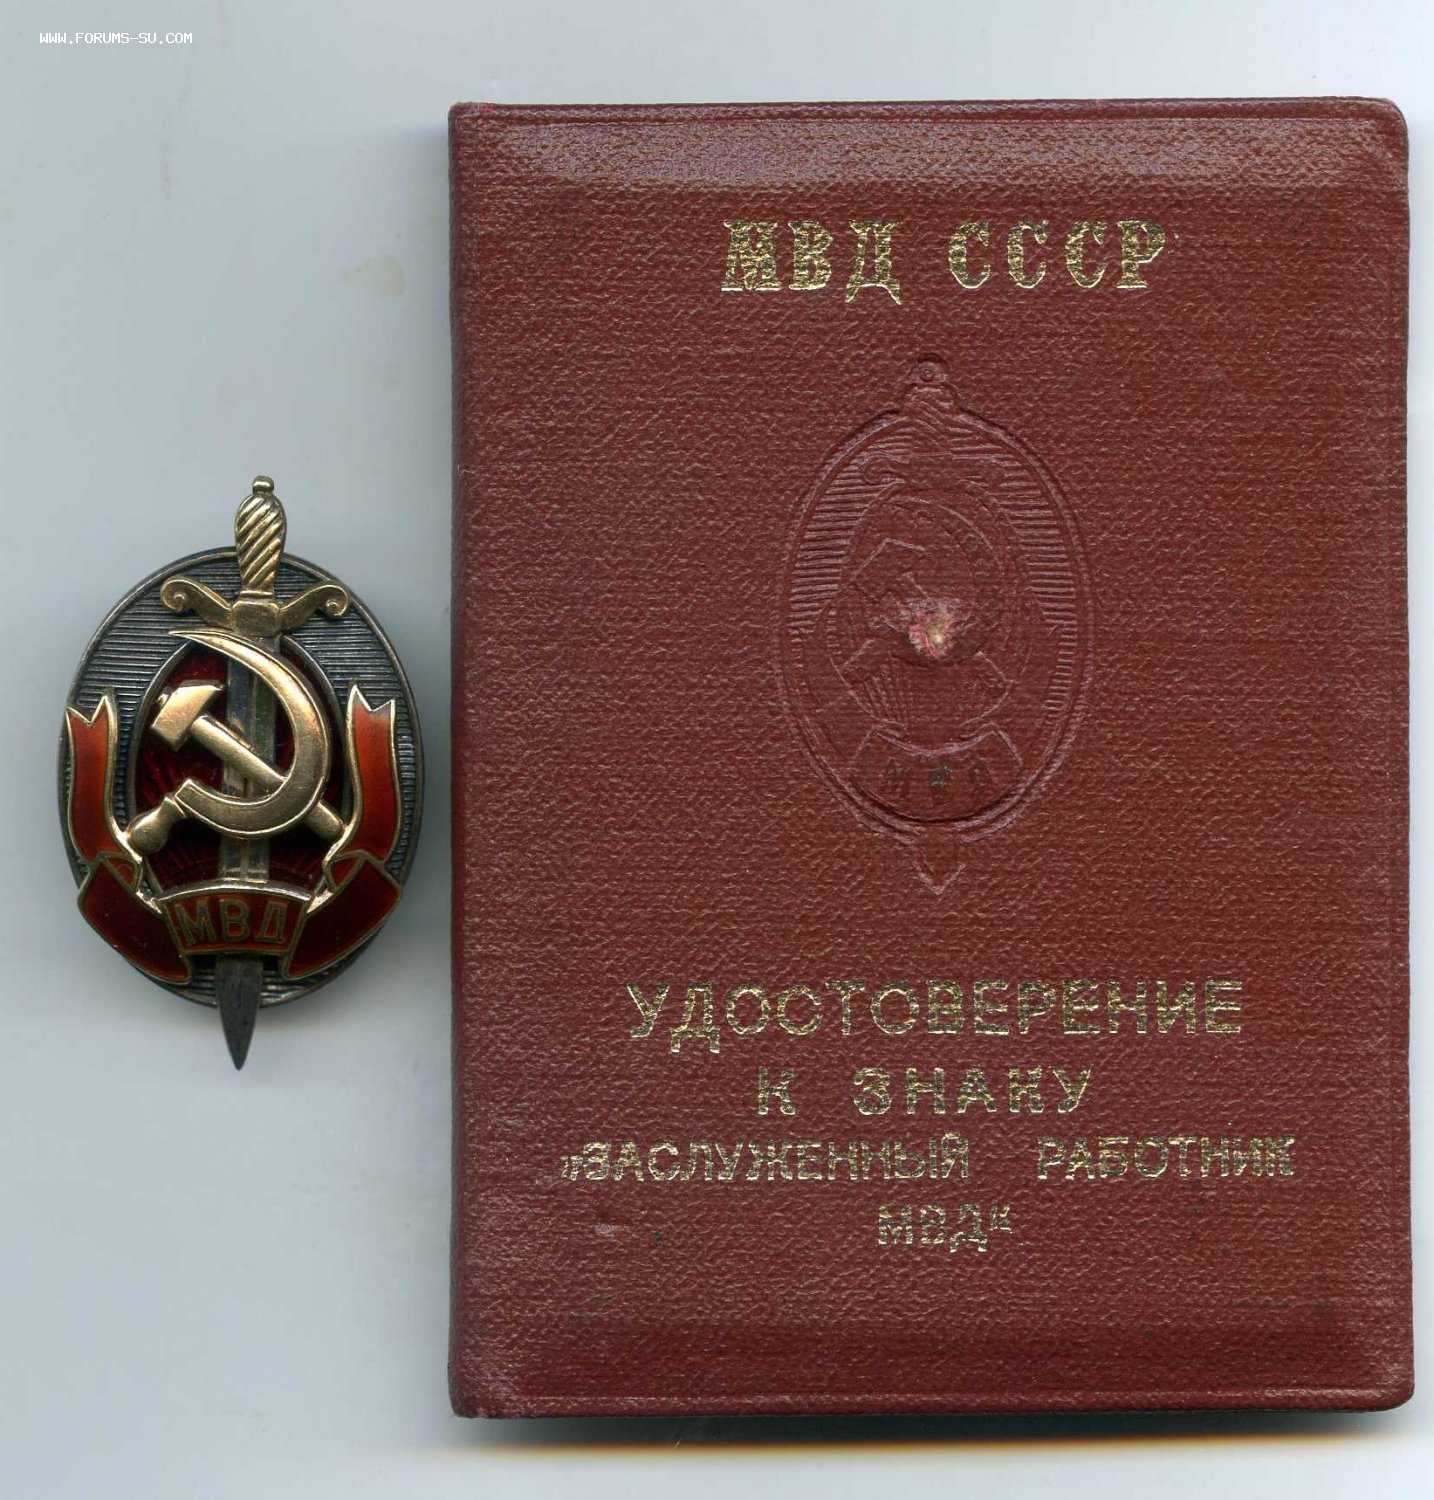 WWW.FORUMS-SU.COM
МВД СССР
МВД
МВД
УДОСТОВЕРЕНИЕ
К ЗНАКУ
„ЗАСЛУЖЕННЫЙ РАБОТНИК
МВД“